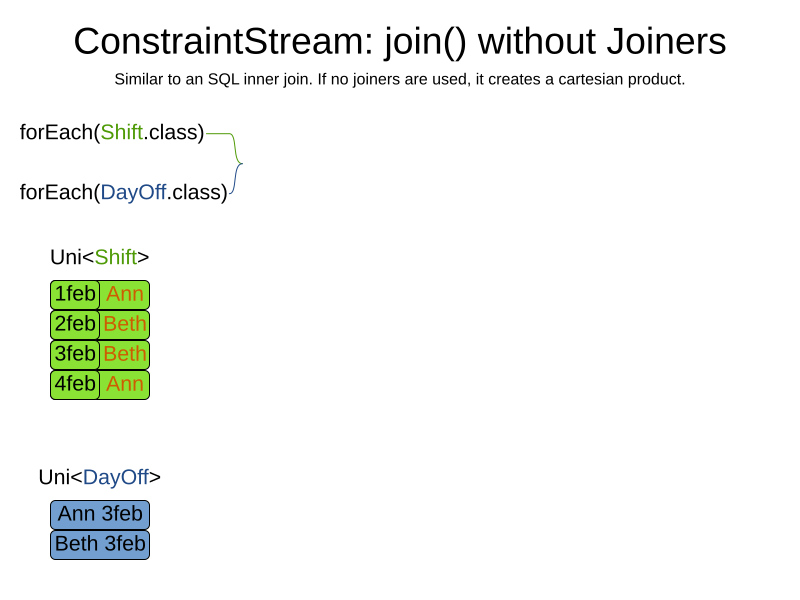 ConstraintStream: join() without Joiners
Similar to an SQL inner join. If no joiners are used, it creates a cartesian product.
forEach(Shift.class)
forEach(DayOff.class)
Uni<Shift>
1feb Ann
2feb Beth
3feb Beth
4feb Ann
Uni<DayOff>
Ann 3feb
Beth 3feb